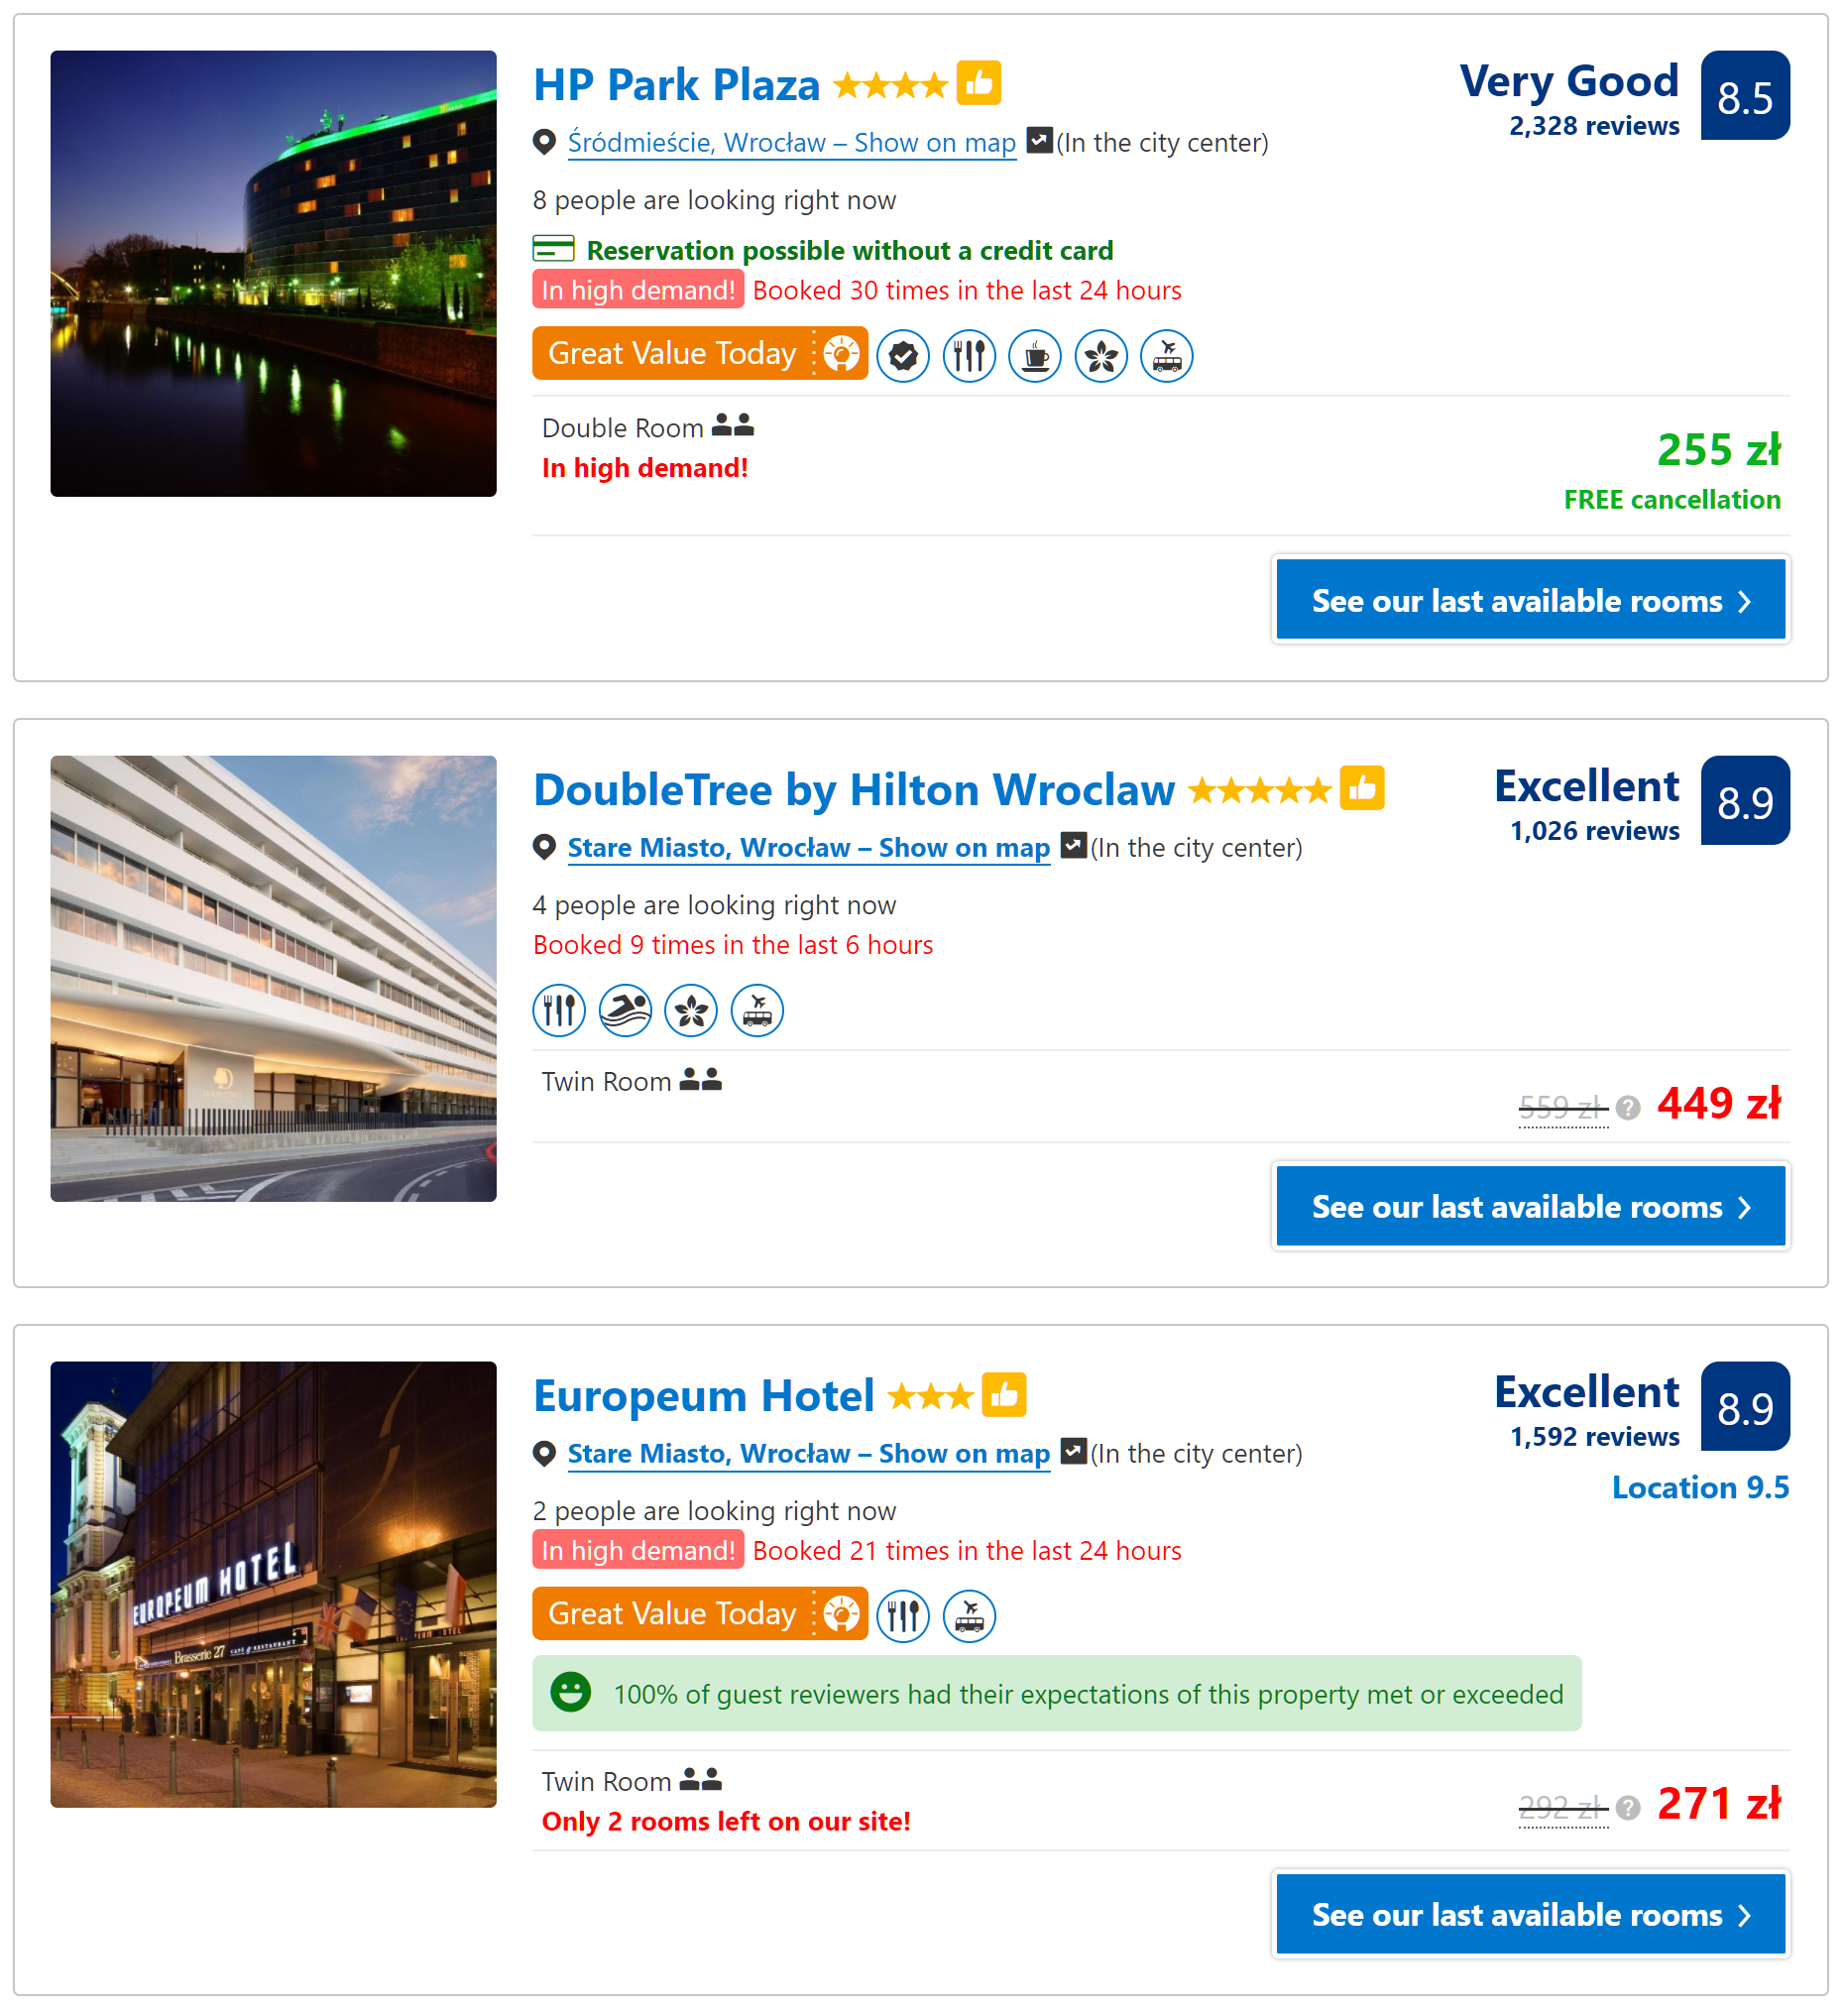 HP Park Plaza
Very Good
8.5
2,328 reviews
Śródmieście, Wrocław – Show on map (In the city center)
8 people are looking right now
Reservation possible without a credit card
In high demand! Booked 30 times in the last 24 hours
Great Value Today
Double Room
In high demand!
255 zł
FREE cancellation
See our last available rooms
DoubleTree by Hilton Wroclaw
Excellent
8.9
1,026 reviews
Stare Miasto, Wrocław – Show on map (In the city center)
4 people are looking right now
Booked 9 times in the last 6 hours
Twin Room
559 zł ? 449 zł
See our last available rooms
EUROPEUM HOTEL
Brasserie 27 CAFE & RESTAURANT
Europeum Hotel
Excellent
8.9
1,592 reviews
Location 9.5
Stare Miasto, Wrocław – Show on map (In the city center)
2 people are looking right now
In high demand! Booked 21 times in the last 24 hours
Great Value Today
100% of guest reviewers had their expectations of this property met or exceeded
Twin Room
Only 2 rooms left on our site!
292 zł ? 271 zł
See our last available rooms